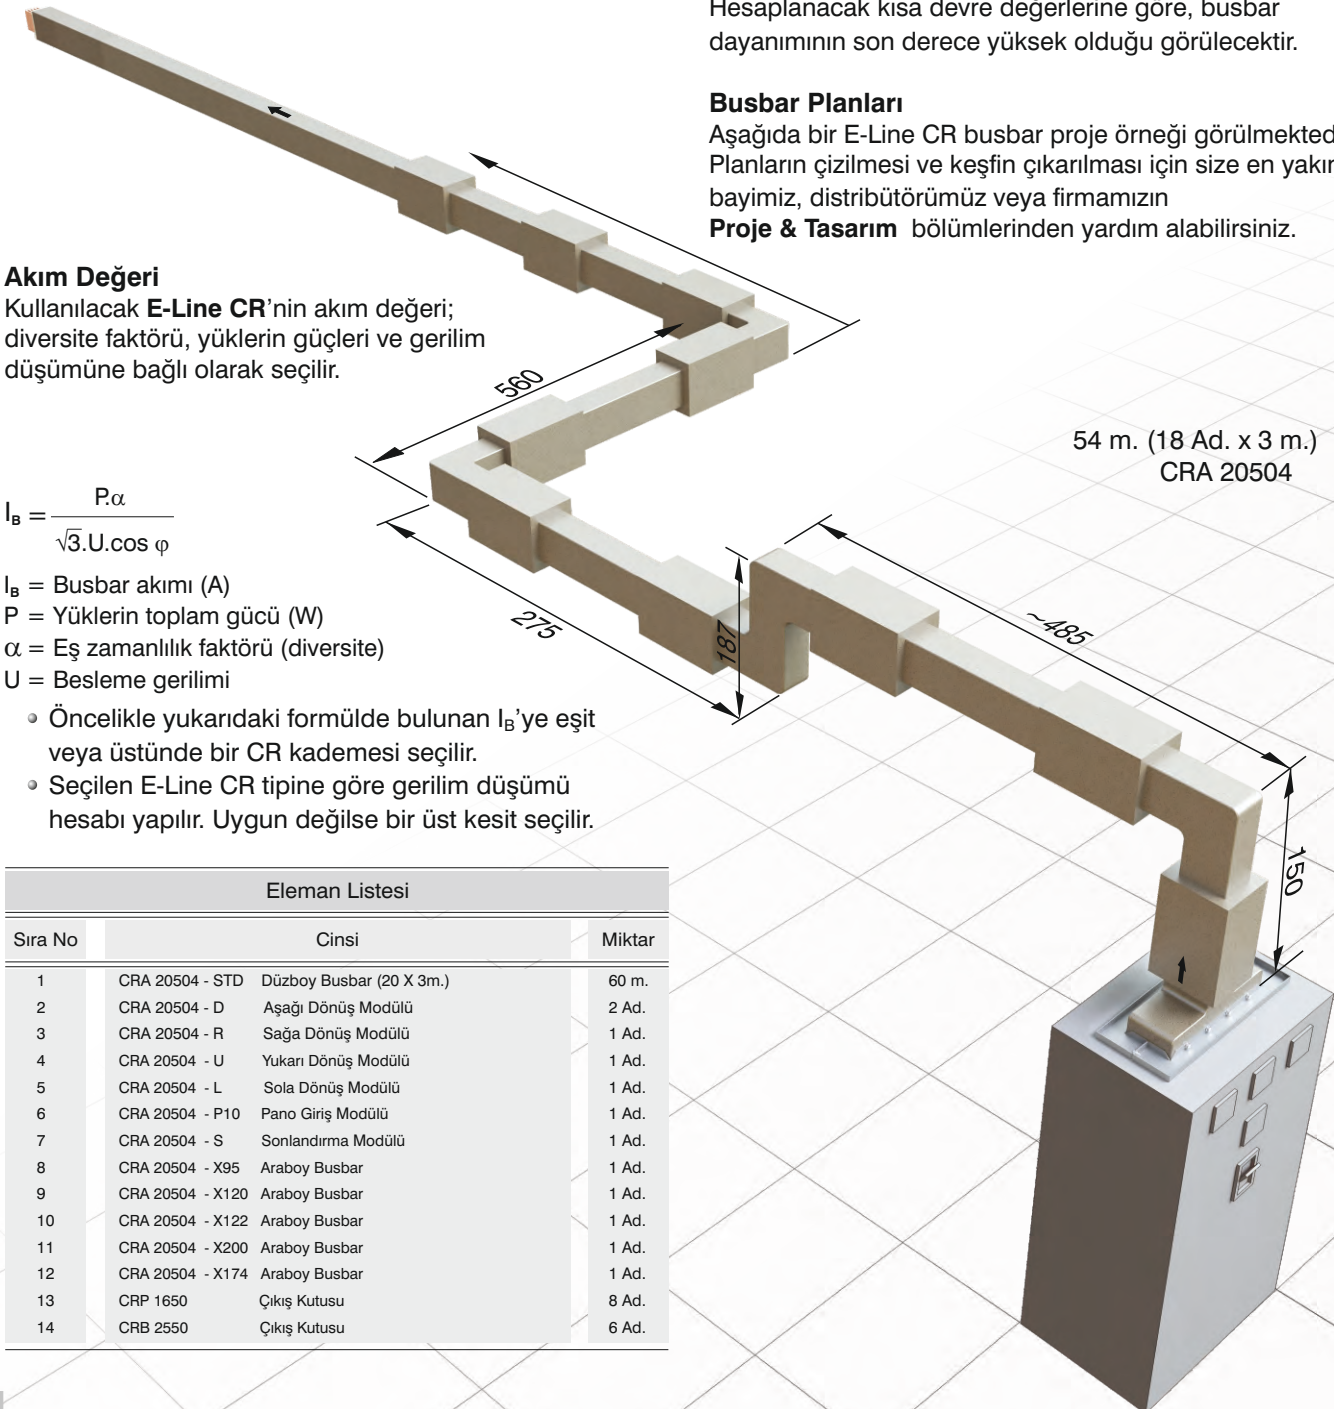 Hesaplanacak kısa devre değerlerine göre, busbar
dayanımının son derece yüksek olduğu görülecektir.
Busbar Planları
Aşağıda bir E-Line CR busbar proje örneği görülmekted
Planların çizilmesi ve keşfin çıkarılması için size en yakın
bayimiz, distribütörümüz veya firmamızın
Proje & Tasarım bölümlerinden yardım alabilirsiniz.
Akım Değeri
Kullanılacak E-Line CR'nin akım değeri;
diversite faktörü, yüklerin güçleri ve gerilim
düşümüne bağlı olarak seçilir.
560
54 m. (18 Ad. x 3 m.)
CRA 20504
I_B = P.α / √3.U.cos φ
I_B = Busbar akımı (A)
P = Yüklerin toplam gücü (W)
α = Eş zamanlılık faktörü (diversite)
U = Besleme gerilimi
275
187
~485
150
• Öncelikle yukarıdaki formülde bulunan I_B'ye eşit
veya üstünde bir CR kademesi seçilir.
• Seçilen E-Line CR tipine göre gerilim düşümü
hesabı yapılır. Uygun değilse bir üst kesit seçilir.
Eleman Listesi
Sıra No Cinsi Miktar
1 CRA 20504 - STD Düzboy Busbar (20 X 3m.) 60 m.
2 CRA 20504 - D Aşağı Dönüş Modülü 2 Ad.
3 CRA 20504 - R Sağa Dönüş Modülü 1 Ad.
4 CRA 20504 - U Yukarı Dönüş Modülü 1 Ad.
5 CRA 20504 - L Sola Dönüş Modülü 1 Ad.
6 CRA 20504 - P10 Pano Giriş Modülü 1 Ad.
7 CRA 20504 - S Sonlandırma Modülü 1 Ad.
8 CRA 20504 - X95 Araboy Busbar 1 Ad.
9 CRA 20504 - X120 Araboy Busbar 1 Ad.
10 CRA 20504 - X122 Araboy Busbar 1 Ad.
11 CRA 20504 - X200 Araboy Busbar 1 Ad.
12 CRA 20504 - X174 Araboy Busbar 1 Ad.
13 CRP 1650 Çıkış Kutusu 8 Ad.
14 CRB 2550 Çıkış Kutusu 6 Ad.